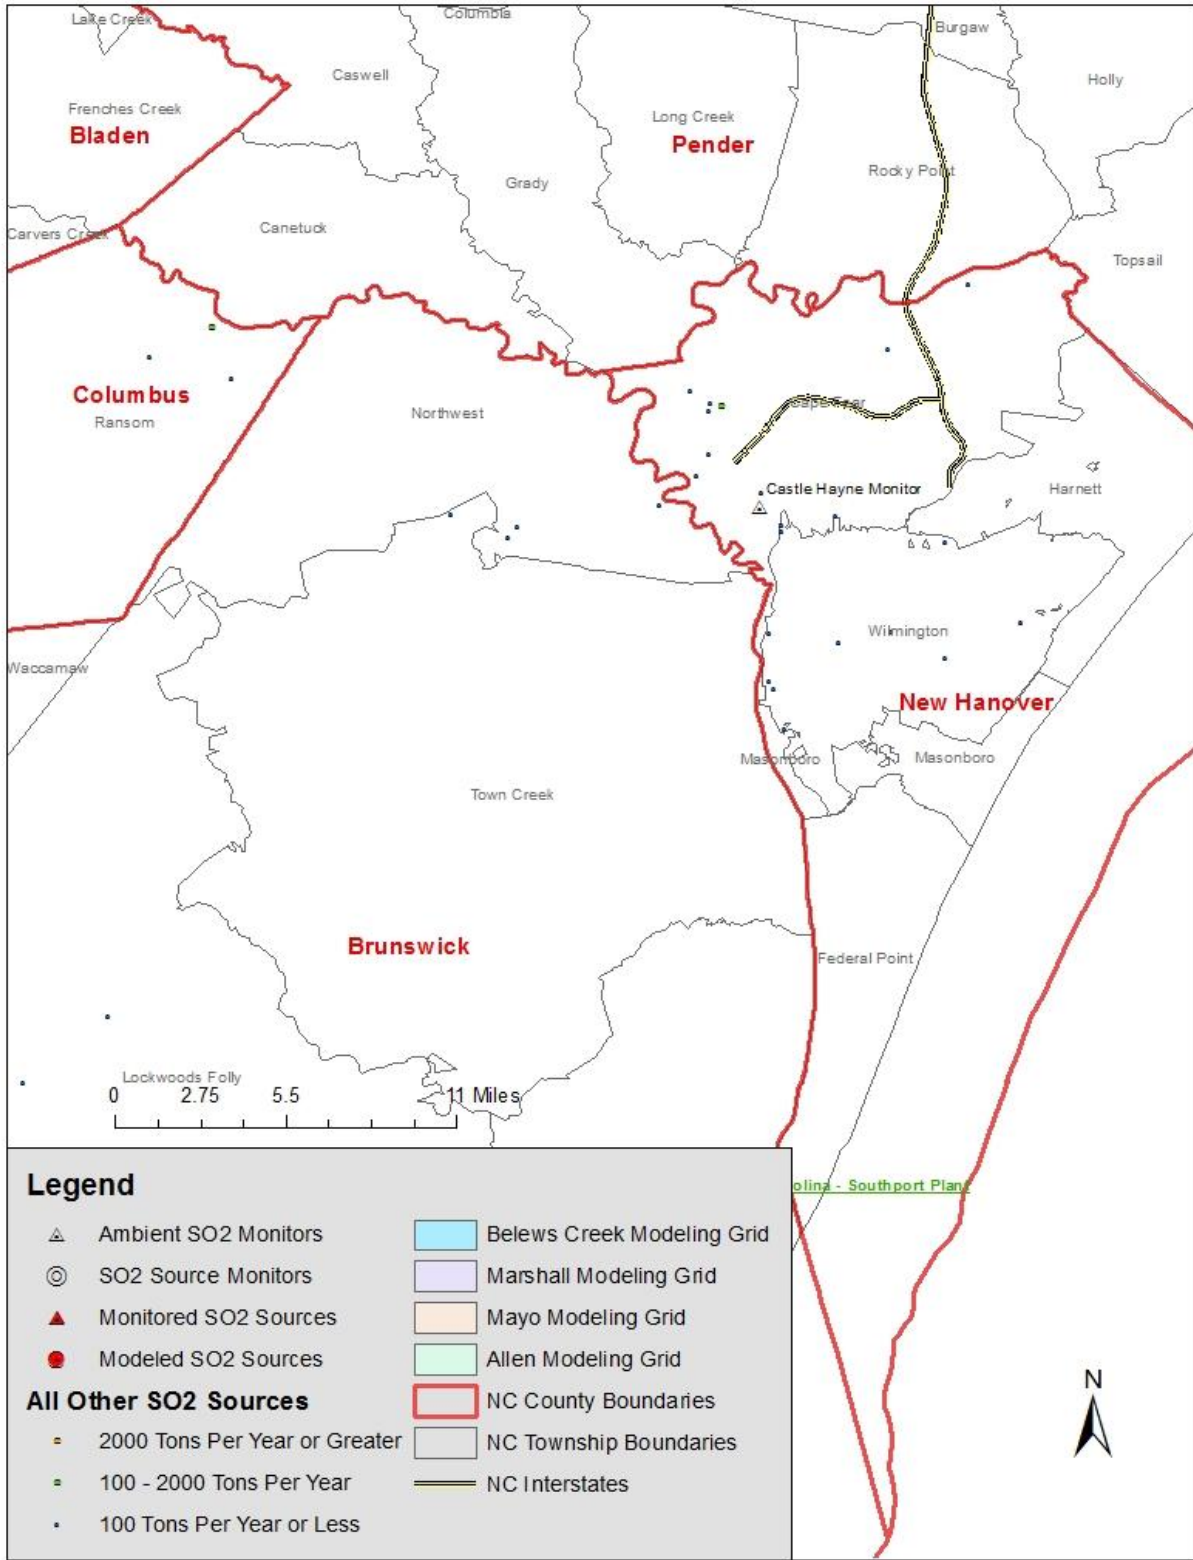 Lake Creek
Columbia
Burgaw
Caswell
Holly
Frenches Creek
Long Creek
Bladen
Pender
Rocky Point
Grady
Canetuck
Carvers Creek
Topsail
Columbus
Ransom
Northwest
Cape Fear
Castle Hayne Monitor
Harnett
Wilmington
Waccamaw
New Hanover
Masonboro
Masonboro
Town Creek
Brunswick
Federal Point
Lockwoods Folly
0 2.75 5.5 11 Miles
olina - Southport Plant
Legend
Ambient SO2 Monitors
SO2 Source Monitors
Monitored SO2 Sources
Modeled SO2 Sources
All Other SO2 Sources
2000 Tons Per Year or Greater
100 - 2000 Tons Per Year
100 Tons Per Year or Less
Belews Creek Modeling Grid
Marshall Modeling Grid
Mayo Modeling Grid
Allen Modeling Grid
NC County Boundaries
NC Township Boundaries
NC Interstates
N